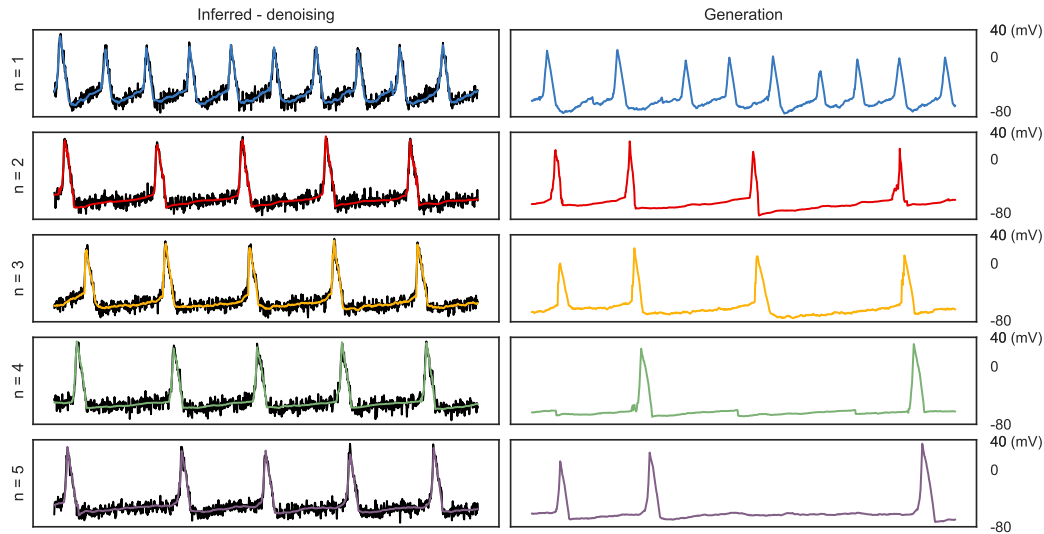 Inferred - denoising
Generation
n = 1
40 (mV)
0
-80
n = 2
40 (mV)
0
-80
n = 3
40 (mV)
0
-80
n = 4
40 (mV)
0
-80
n = 5
40 (mV)
0
-80